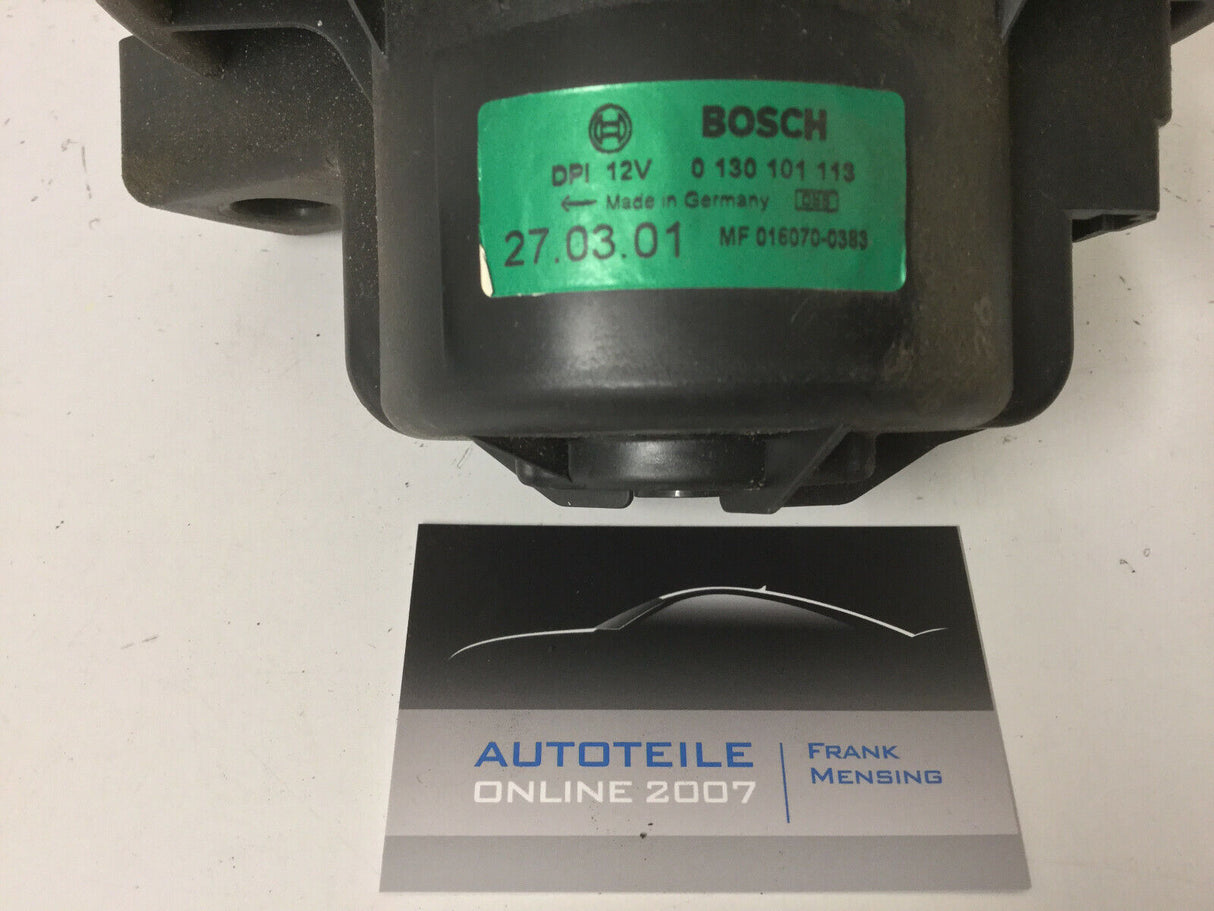 BOSCH
DPI 12V 0 130 101 113
← Made in Germany
27.03.01 MF 016070-0383
AUTOTEILE
ONLINE 2007
FRANK
MENSING